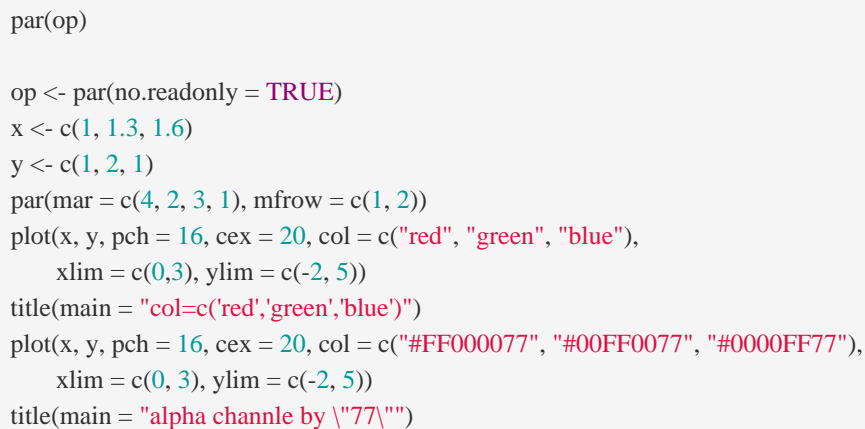 par(op)
op <- par(no.readonly = TRUE)
x <- c(1, 1.3, 1.6)
y <- c(1, 2, 1)
par(mar = c(4, 2, 3, 1), mfrow = c(1, 2))
plot(x, y, pch = 16, cex = 20, col = c("red", "green", "blue"),
xlim = c(0,3), ylim = c(-2, 5))
title(main = "col=c('red','green','blue')")
plot(x, y, pch = 16, cex = 20, col = c("#FF000077", "#00FF0077", "#0000FF77"),
xlim = c(0, 3), ylim = c(-2, 5))
title(main = "alpha channle by \"77\"")